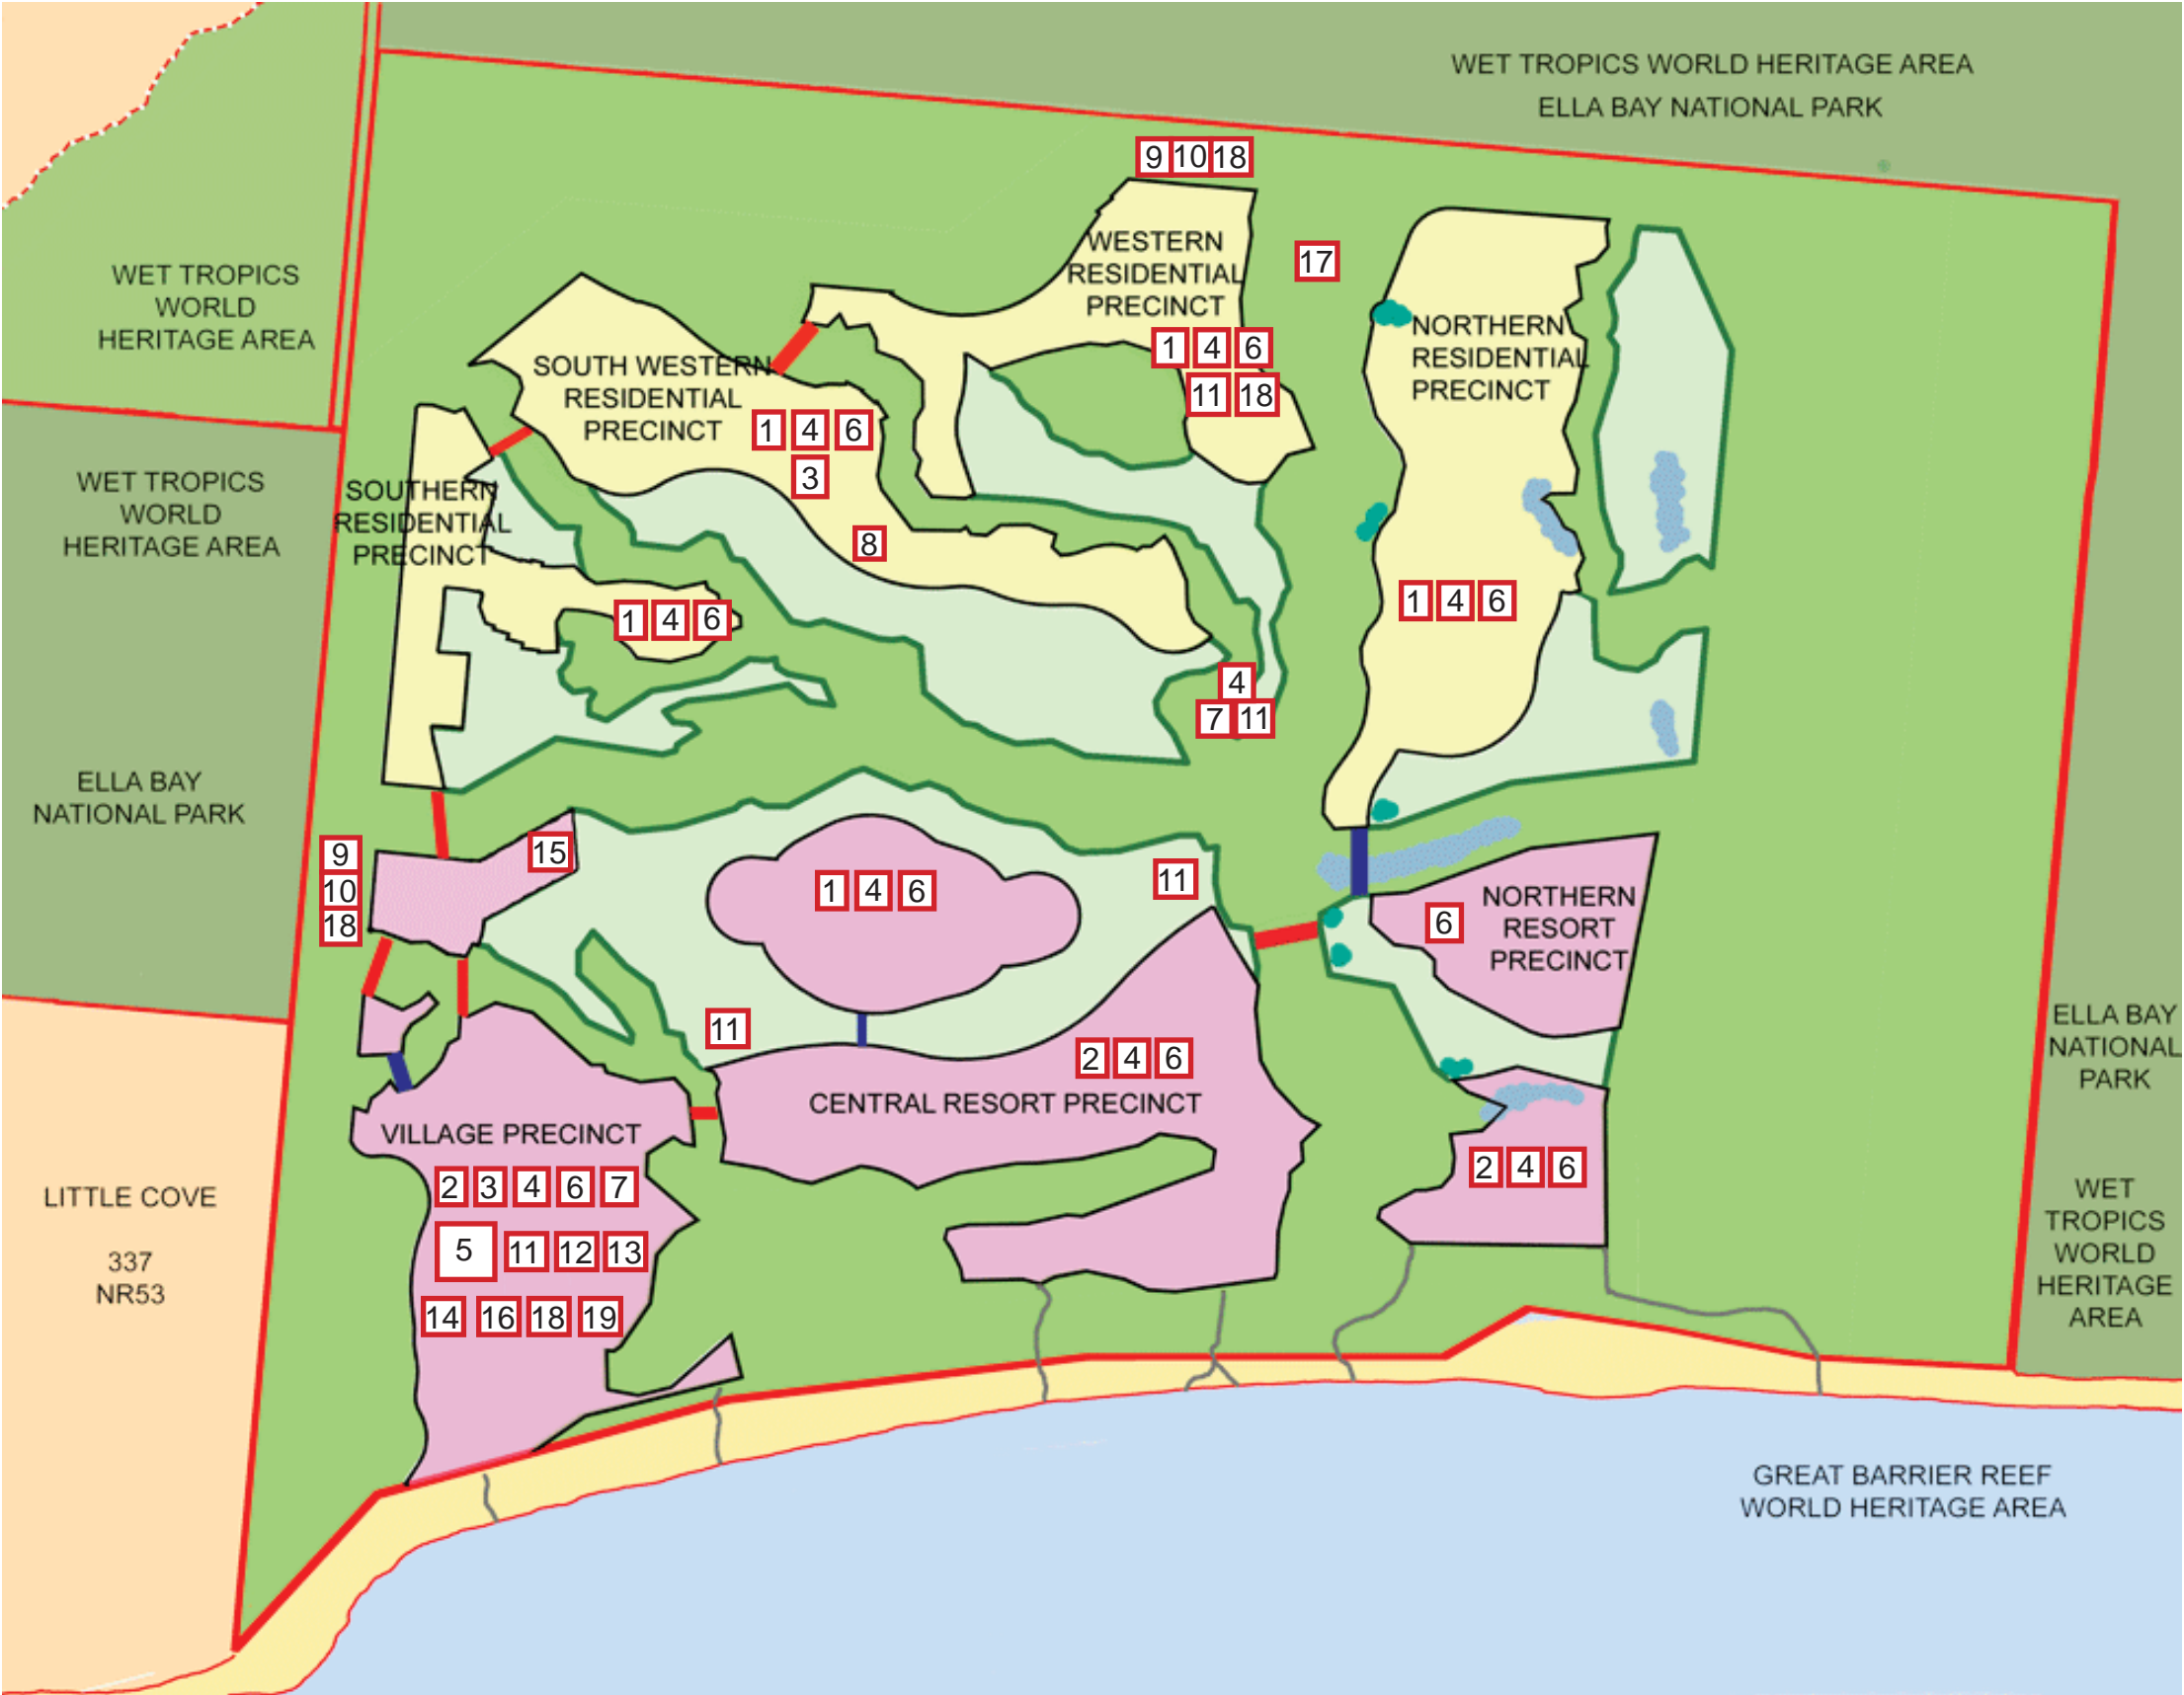 WET TROPICS WORLD HERITAGE AREA
ELLA BAY NATIONAL PARK
9 10 18
WESTERN
RESIDENTIAL
PRECINCT
17
WET TROPICS
WORLD
HERITAGE AREA
NORTHERN
RESIDENTIAL
PRECINCT
1 4 6
11 18
SOUTH WESTERN
RESIDENTIAL
PRECINCT
1 4 6
3
8
WET TROPICS
WORLD
HERITAGE AREA
SOUTHERN
RESIDENTIAL
PRECINCT
1 4 6
1 4 6
4
7 11
ELLA BAY
NATIONAL PARK
9
10
18
15
1 4 6
11
6
NORTHERN
RESORT
PRECINCT
11
2 4 6
CENTRAL RESORT PRECINCT
ELLA BAY
NATIONAL
PARK
VILLAGE PRECINCT
2 3 4 6 7
5 11 12 13
14 16 18 19
2 4 6
LITTLE COVE
337
NR53
WET
TROPICS
WORLD
HERITAGE
AREA
GREAT BARRIER REEF
WORLD HERITAGE AREA